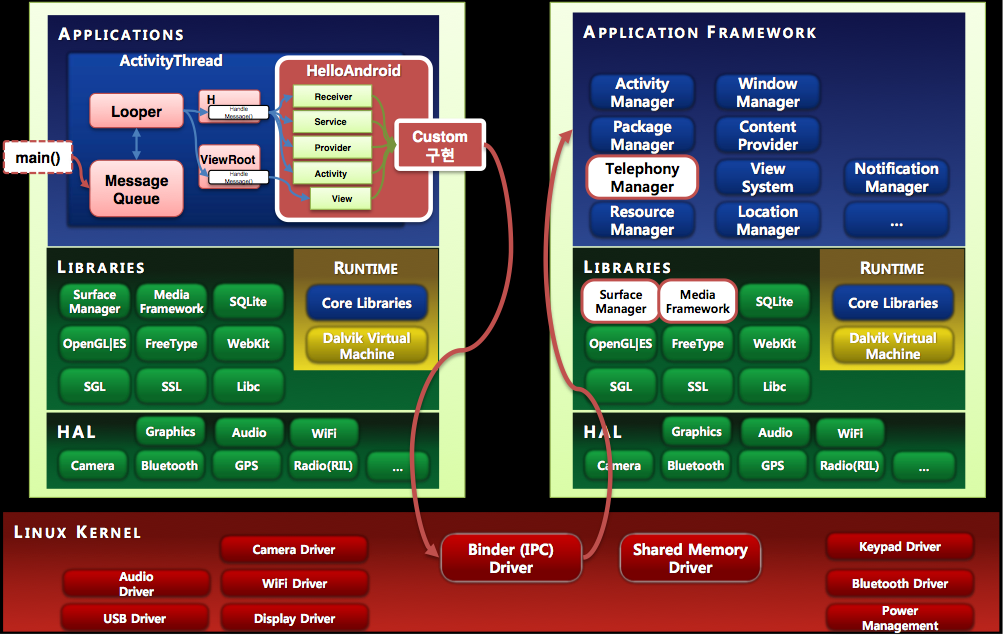 APPLICATIONS
ActivityThread
Looper
H
Handle
Message()
ViewRoot
Handle
Message()
main()
Message
Queue
HelloAndroid
Receiver
Service
Provider
Activity
View
Custom
구현
LIBRARIES
Surface
Manager
Media
Framework
SQLite
OpenGL|ES
FreeType
WebKit
SGL
SSL
Libc
RUNTIME
Core Libraries
Dalvik Virtual
Machine
HAL
Graphics
Audio
WiFi
Camera
Bluetooth
GPS
Radio(RIL)
...
APPLICATION FRAMEWORK
Activity
Manager
Window
Manager
Package
Manager
Content
Provider
Telephony
Manager
View
System
Notification
Manager
Resource
Manager
Location
Manager
...
LIBRARIES
Surface
Manager
Media
Framework
SQLite
OpenGL|ES
FreeType
WebKit
SGL
SSL
Libc
RUNTIME
Core Libraries
Dalvik Virtual
Machine
HAL
Graphics
Audio
WiFi
Camera
Bluetooth
GPS
Radio(RIL)
...
LINUX KERNEL
Camera Driver
Audio
Driver
WiFi Driver
USB Driver
Display Driver
Binder (IPC)
Driver
Shared Memory
Driver
Keypad Driver
Bluetooth Driver
Power
Management